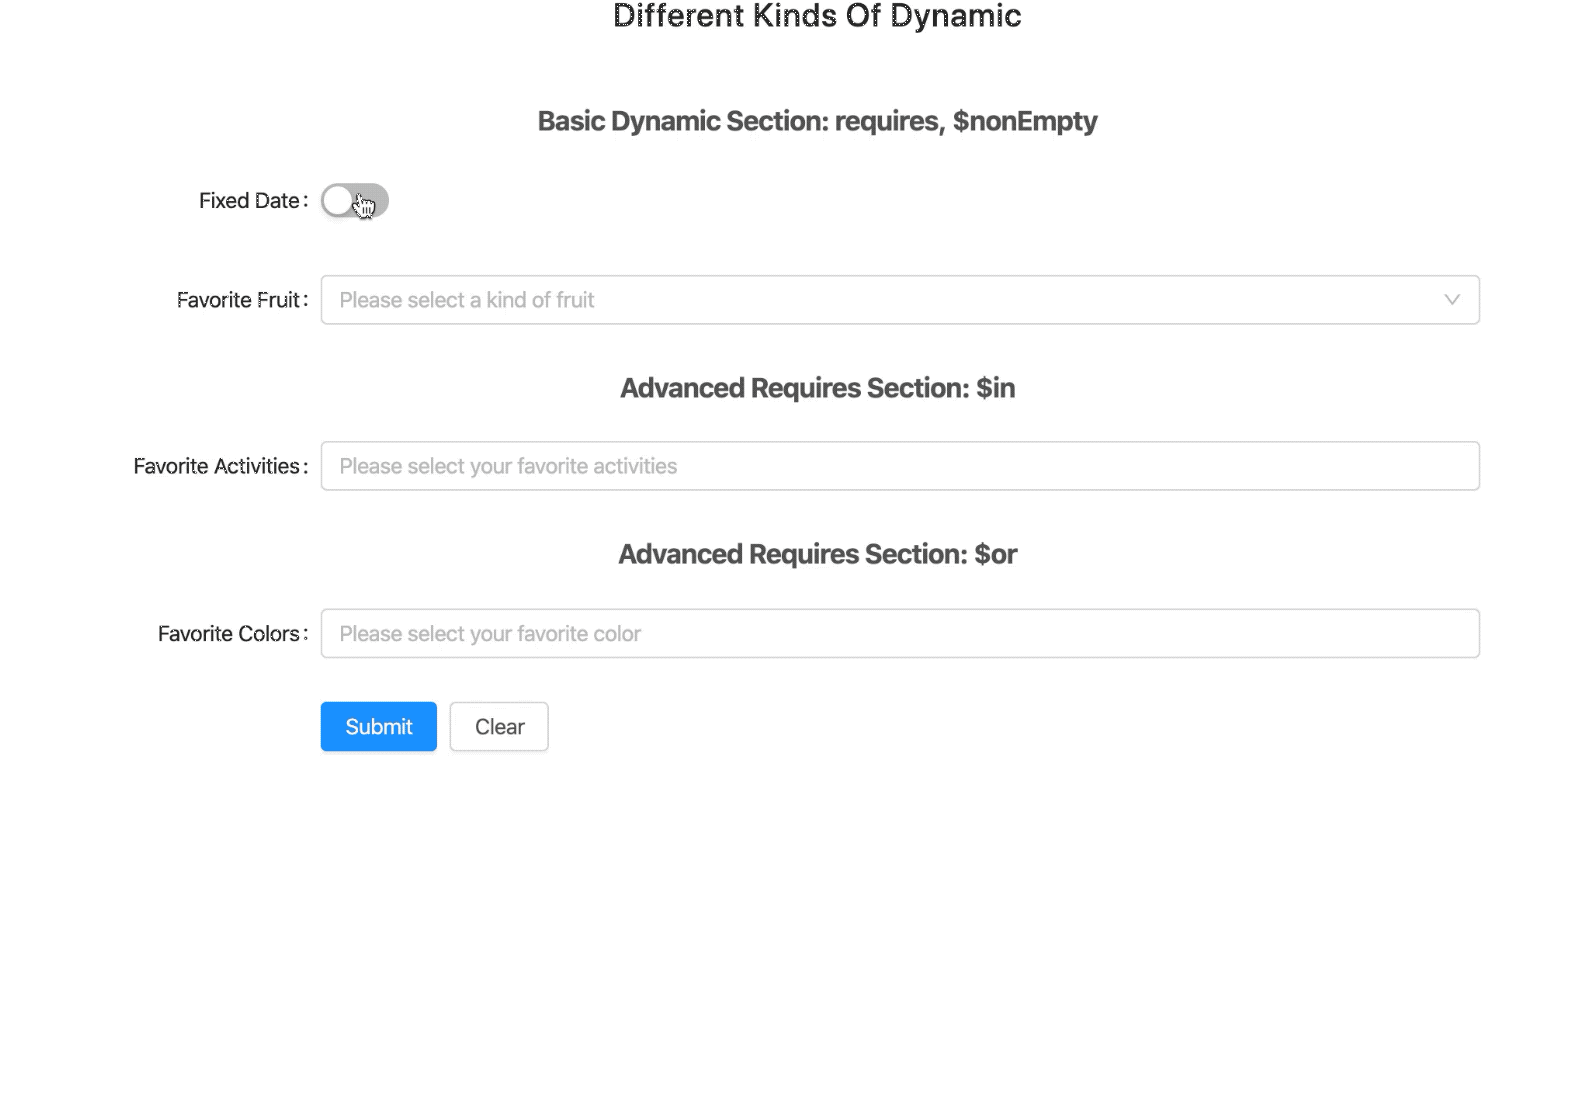 Different Kinds Of Dynamic
Basic Dynamic Section: requires, $nonEmpty
Fixed Date:
Favorite Fruit: Please select a kind of fruit
Advanced Requires Section: $in
Favorite Activities: Please select your favorite activities
Advanced Requires Section: $or
Favorite Colors: Please select your favorite color
Submit Clear